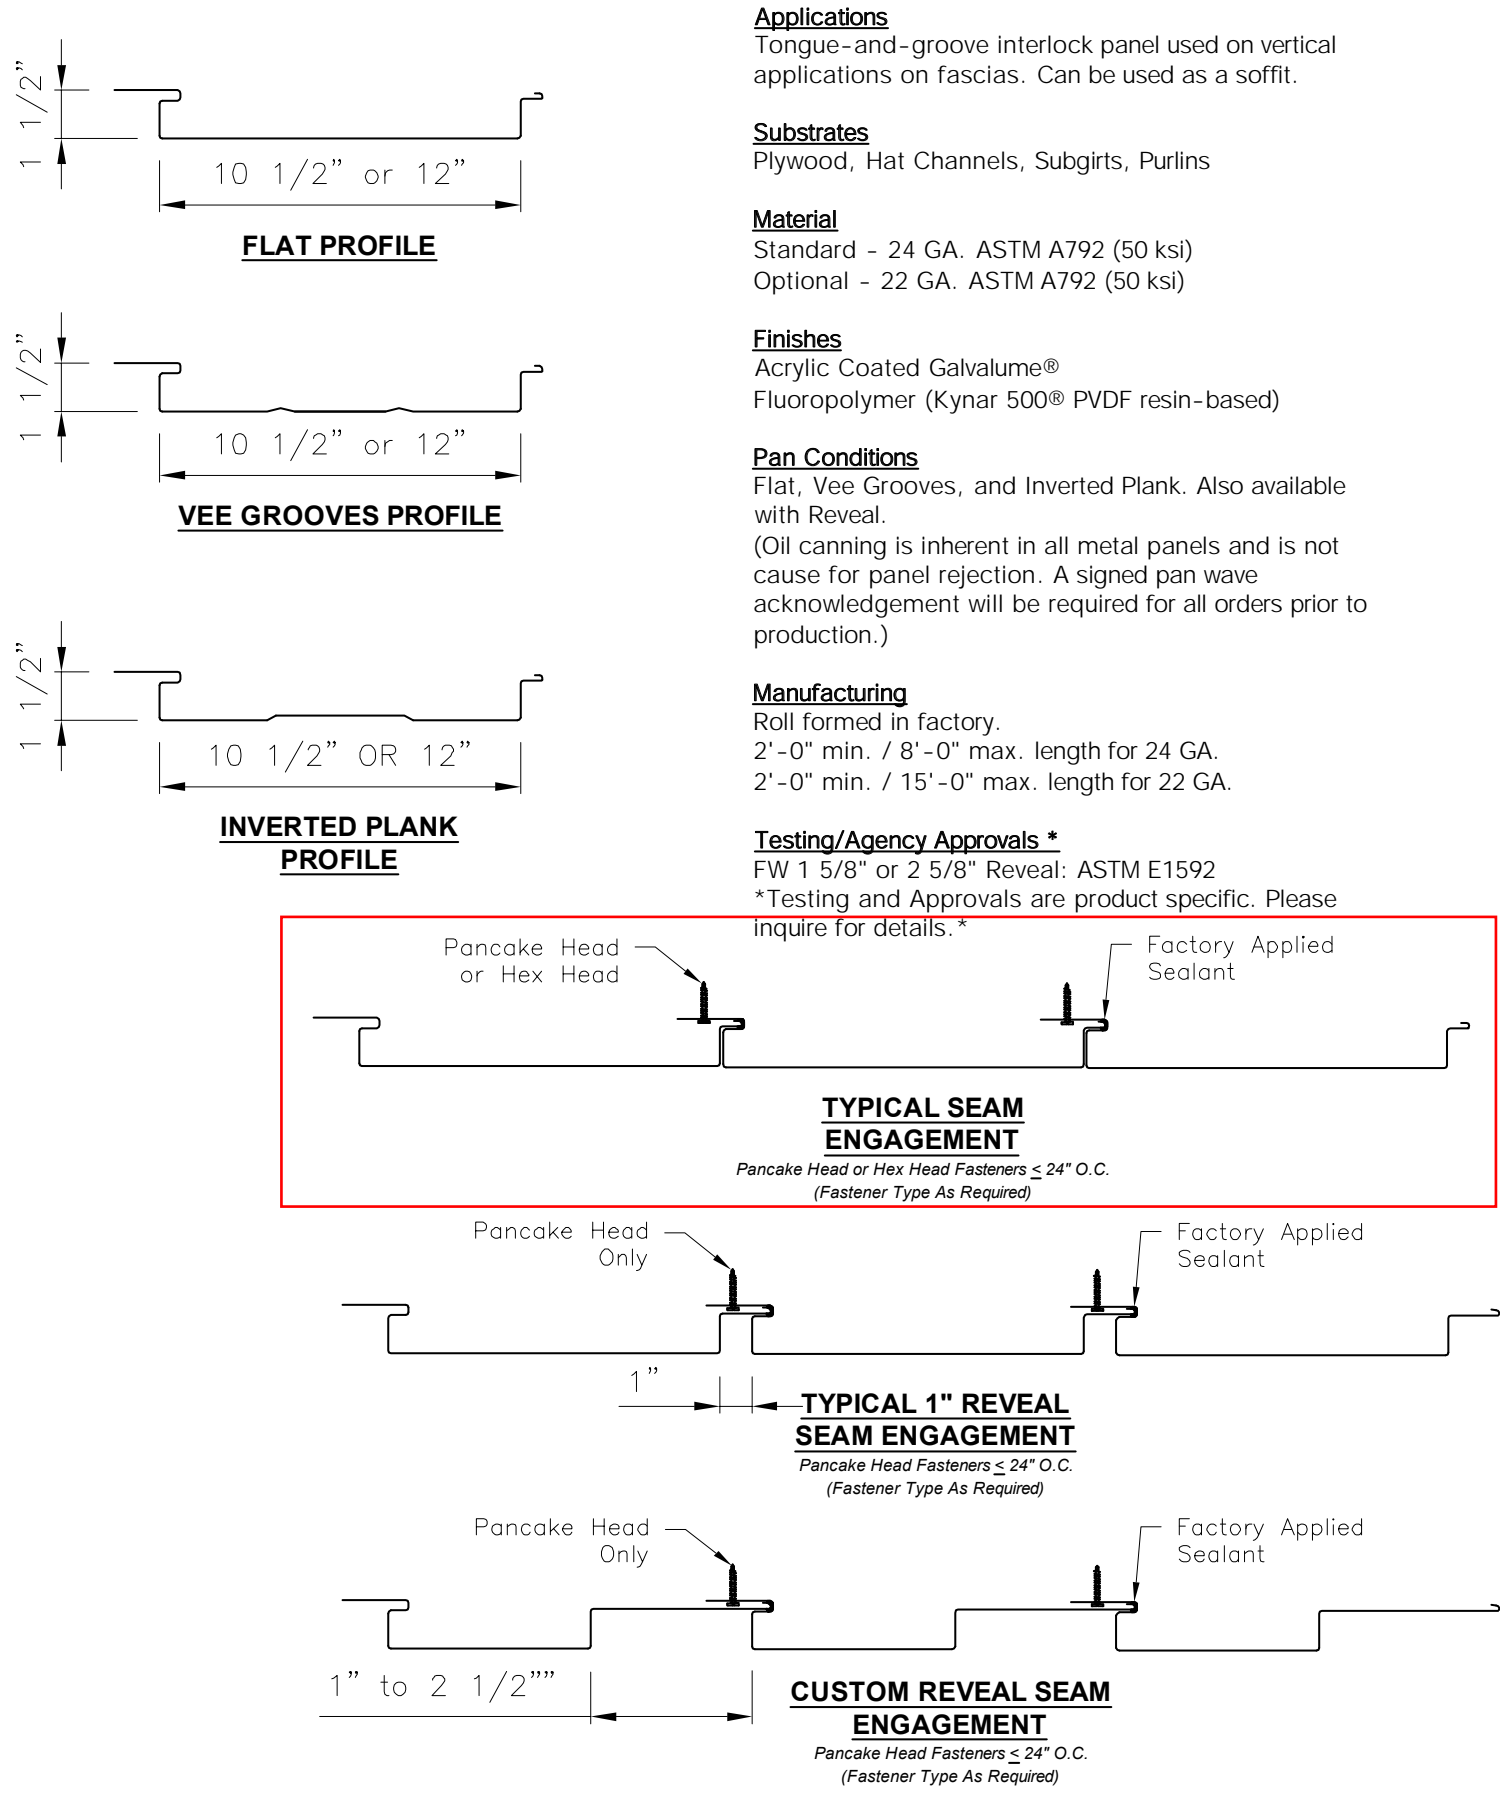 1 1/2”
10 1/2” or 12”
FLAT PROFILE
1 1/2”
10 1/2” or 12”
VEE GROOVES PROFILE
1 1/2”
10 1/2” OR 12”
INVERTED PLANK
PROFILE
Applications
Tongue-and-groove interlock panel used on vertical
applications on fascias. Can be used as a soffit.
Substrates
Plywood, Hat Channels, Subgirts, Purlins
Material
Standard - 24 GA. ASTM A792 (50 ksi)
Optional - 22 GA. ASTM A792 (50 ksi)
Finishes
Acrylic Coated Galvalume®
Fluoropolymer (Kynar 500® PVDF resin-based)
Pan Conditions
Flat, Vee Grooves, and Inverted Plank. Also available
with Reveal.
(Oil canning is inherent in all metal panels and is not
cause for panel rejection. A signed pan wave
acknowledgement will be required for all orders prior to
production.)
Manufacturing
Roll formed in factory.
2'-0" min. / 8'-0" max. length for 24 GA.
2'-0" min. / 15'-0" max. length for 22 GA.
Testing/Agency Approvals *
FW 1 5/8" or 2 5/8" Reveal: ASTM E1592
*Testing and Approvals are product specific. Please
inquire for details.*
Pancake Head
or Hex Head
Factory Applied
Sealant
TYPICAL SEAM
ENGAGEMENT
Pancake Head or Hex Head Fasteners ≤ 24" O.C.
(Fastener Type As Required)
Pancake Head
Only
Factory Applied
Sealant
1”
TYPICAL 1" REVEAL
SEAM ENGAGEMENT
Pancake Head Fasteners ≤ 24" O.C.
(Fastener Type As Required)
Pancake Head
Only
Factory Applied
Sealant
1” to 2 1/2””
CUSTOM REVEAL SEAM
ENGAGEMENT
Pancake Head Fasteners ≤ 24" O.C.
(Fastener Type As Required)